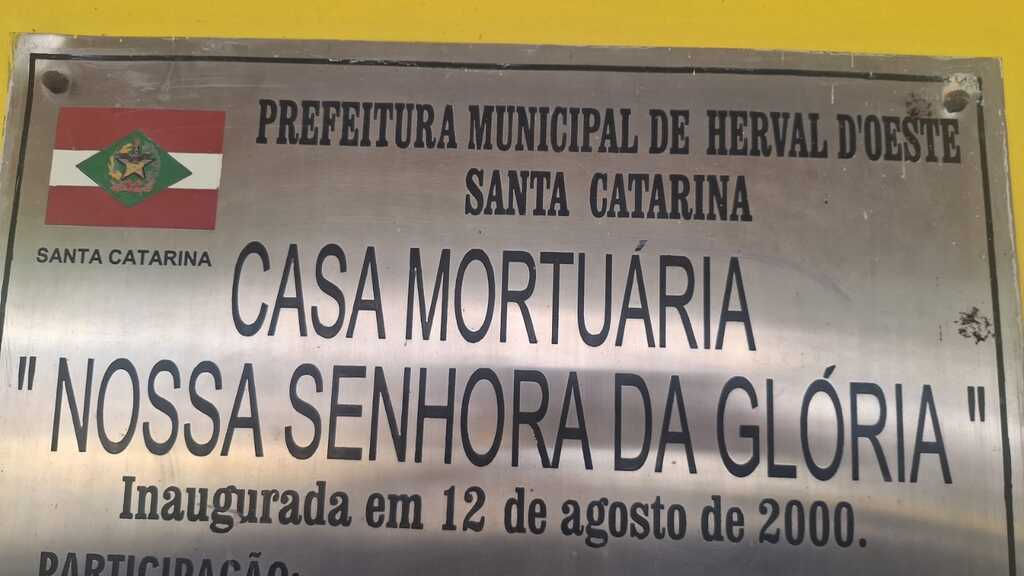 PREFEITURA MUNICIPAL DE HERVAL D'OESTE
SANTA CATARINA
SANTA CATARINA
CASA MORTUÁRIA
" NOSSA SENHORA DA GLÓRIA "
Inaugurada em 12 de agosto de 2000.
PARTICIPAÇÃO: